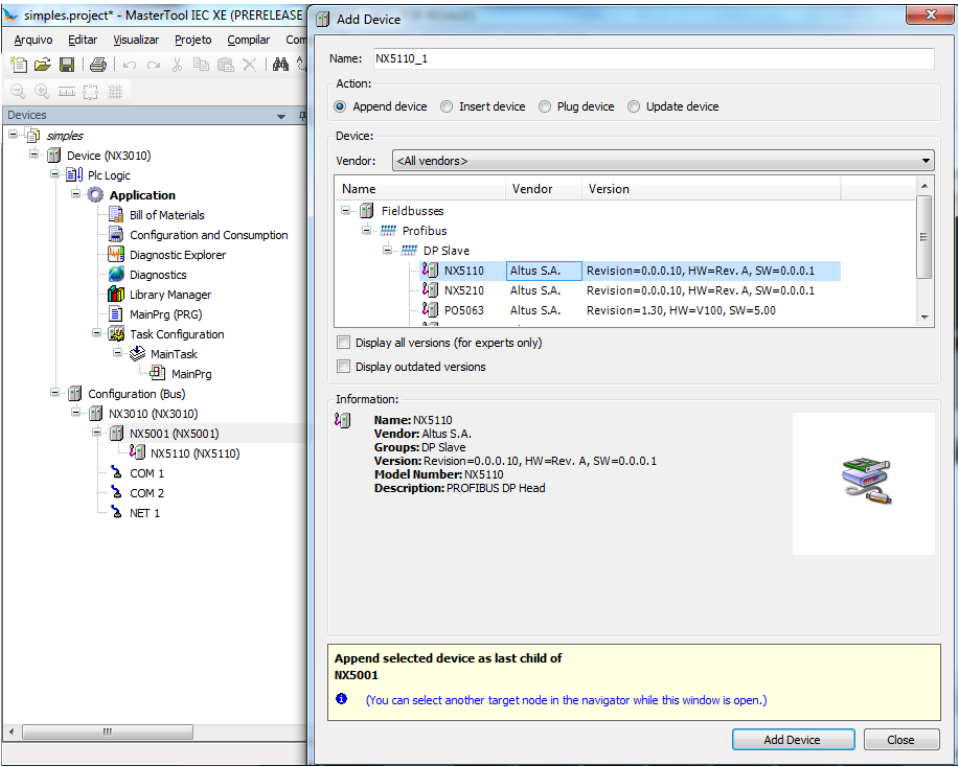 simples.project* - MasterTool IEC XE (PRERELEASE
Arquivo Editar Visualizar Projeto Compilar Com
Devices
simples
Device (NX3010)
Plc Logic
Application
Bill of Materials
Configuration and Consumption
Diagnostic Explorer
Diagnostics
Library Manager
MainPrg (PRG)
Task Configuration
MainTask
MainPrg
Configuration (Bus)
NX3010 (NX3010)
NX5001 (NX5001)
NX5110 (NX5110)
COM 1
COM 2
NET 1
Add Device
Name: NX5110_1
Action:
Append device Insert device Plug device Update device
Device:
Vendor: <All vendors>
Name Vendor Version
Fieldbusses
Profibus
DP Slave
NX5110 Altus S.A. Revision=0.0.0.10, HW=Rev. A, SW=0.0.0.1
NX5210 Altus S.A. Revision=0.0.0.10, HW=Rev. A, SW=0.0.0.1
PO5063 Altus S.A. Revision=1.30, HW=V100, SW=5.00
Display all versions (for experts only)
Display outdated versions
Information:
Name: NX5110
Vendor: Altus S.A.
Groups: DP Slave
Version: Revision=0.0.0.10, HW=Rev. A, SW=0.0.0.1
Model Number: NX5110
Description: PROFIBUS DP Head
Append selected device as last child of
NX5001
(You can select another target node in the navigator while this window is open.)
Add Device Close